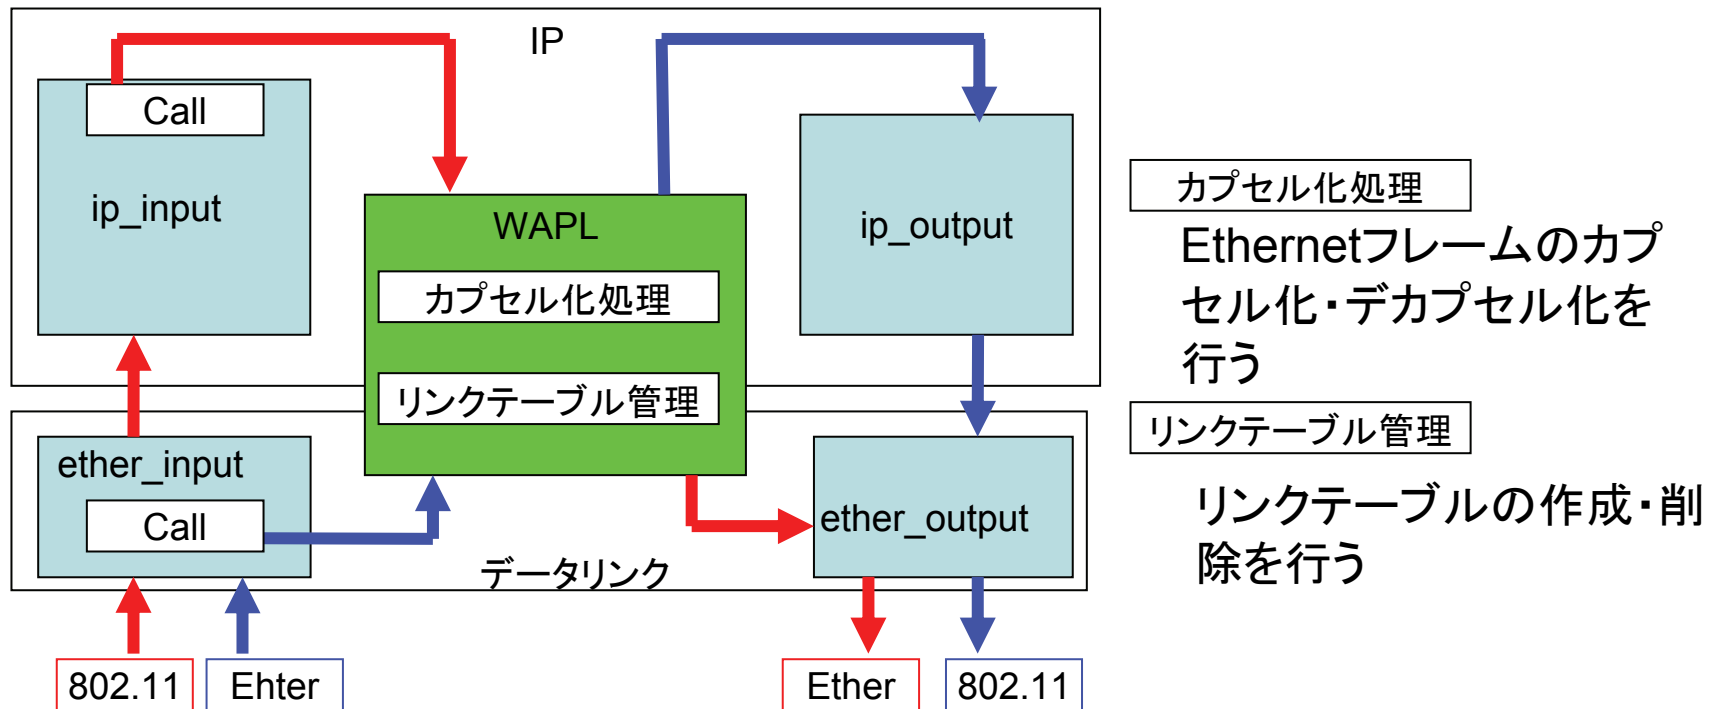 IP
Call
ip_input
WAPL
カプセル化処理
リンクテーブル管理
ip_output
ether_input
Call
ether_output
データリンク
802.11
Ehter
Ether
802.11
カプセル化処理
Ethernetフレームのカプ
セル化・デカプセル化を
行う
リンクテーブル管理
リンクテーブルの作成・削
除を行う